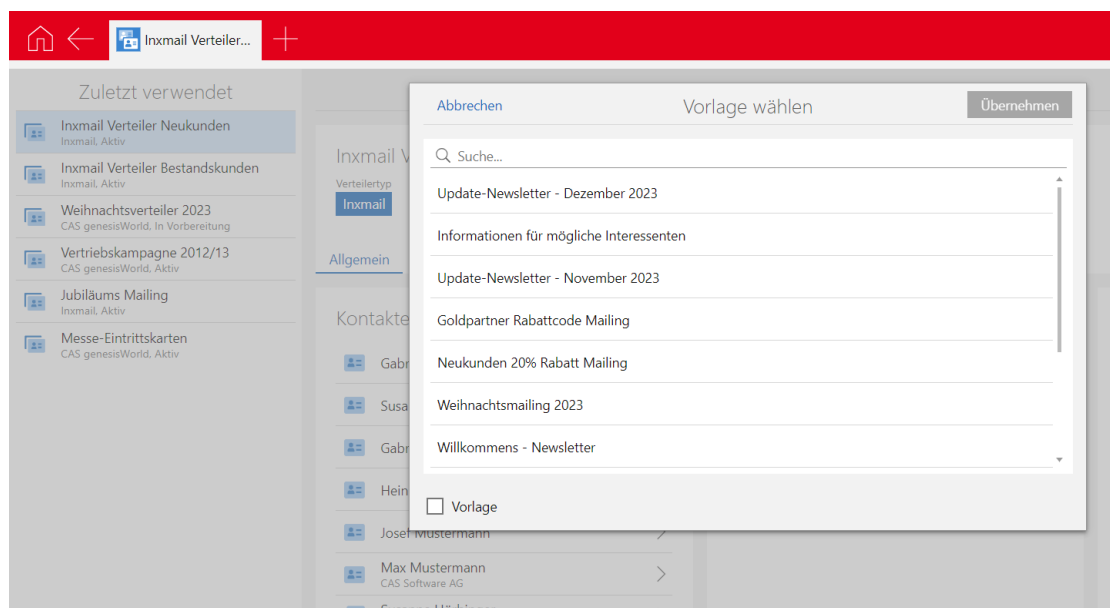 Inxmail Verteiler...
Zuletzt verwendet
Inxmail Verteiler Neukunden
Inxmail, Aktiv
Inxmail Verteiler Bestandskunden
Inxmail, Aktiv
Weihnachtsverteiler 2023
CAS genesisWorld, In Vorbereitung
Vertriebskampagne 2012/13
CAS genesisWorld, Aktiv
Jubiläums Mailing
Inxmail, Aktiv
Messe-Eintrittskarten
CAS genesisWorld, Aktiv
Inxmail V
Verteilertyp
Inxmail
Allgemein
Kontakte
Gabr
Susa
Gabr
Hein
Josef Mustermann
Max Mustermann
CAS Software AG
Abbrechen
Vorlage wählen
Übernehmen
Suche...
Update-Newsletter - Dezember 2023
Informationen für mögliche Interessenten
Update-Newsletter - November 2023
Goldpartner Rabattcode Mailing
Neukunden 20% Rabatt Mailing
Weihnachtsmailing 2023
Willkommens - Newsletter
Vorlage